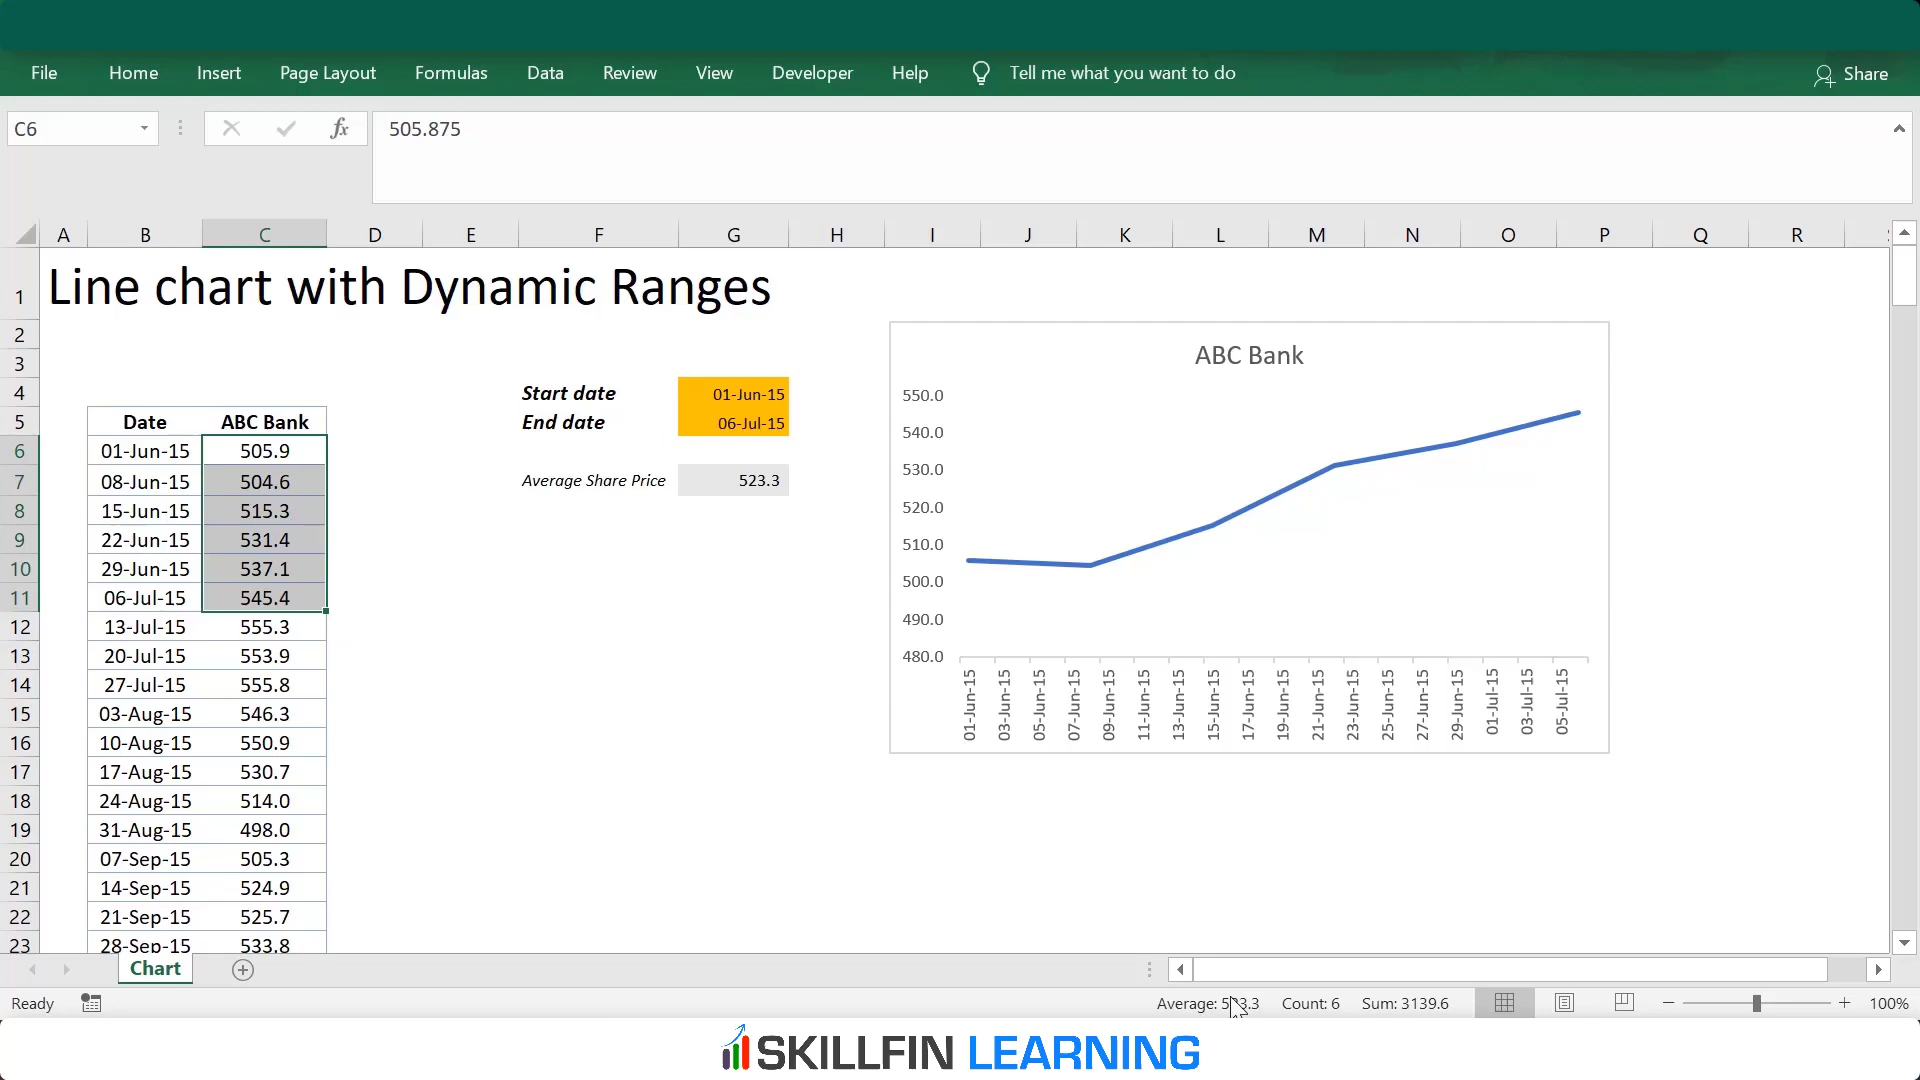 File Home Insert Page Layout Formulas Data Review View Developer Help Tell me what you want to do Share
C6 fx 505.875
A B C D E F G H I J K L M N O P Q R
1 Line chart with Dynamic Ranges
2
3
4 Start date 01-Jun-15
5 Date ABC Bank End date 06-Jul-15
6 01-Jun-15 505.9
7 08-Jun-15 504.6 Average Share Price 523.3
8 15-Jun-15 515.3
9 22-Jun-15 531.4
10 29-Jun-15 537.1
11 06-Jul-15 545.4
12 13-Jul-15 555.3
13 20-Jul-15 553.9
14 27-Jul-15 555.8
15 03-Aug-15 546.3
16 10-Aug-15 550.9
17 17-Aug-15 530.7
18 24-Aug-15 514.0
19 31-Aug-15 498.0
20 07-Sep-15 505.3
21 14-Sep-15 524.9
22 21-Sep-15 525.7
23 28-Sep-15 533.8
ABC Bank
550.0
540.0
530.0
520.0
510.0
500.0
490.0
480.0
01-Jun-15 03-Jun-15 05-Jun-15 07-Jun-15 09-Jun-15 11-Jun-15 13-Jun-15 15-Jun-15 17-Jun-15 19-Jun-15 21-Jun-15 23-Jun-15 25-Jun-15 27-Jun-15 29-Jun-15 01-Jul-15 03-Jul-15 05-Jul-15
Chart
Ready Average: 523.3 Count: 6 Sum: 3139.6 100%
SKILLFIN LEARNING